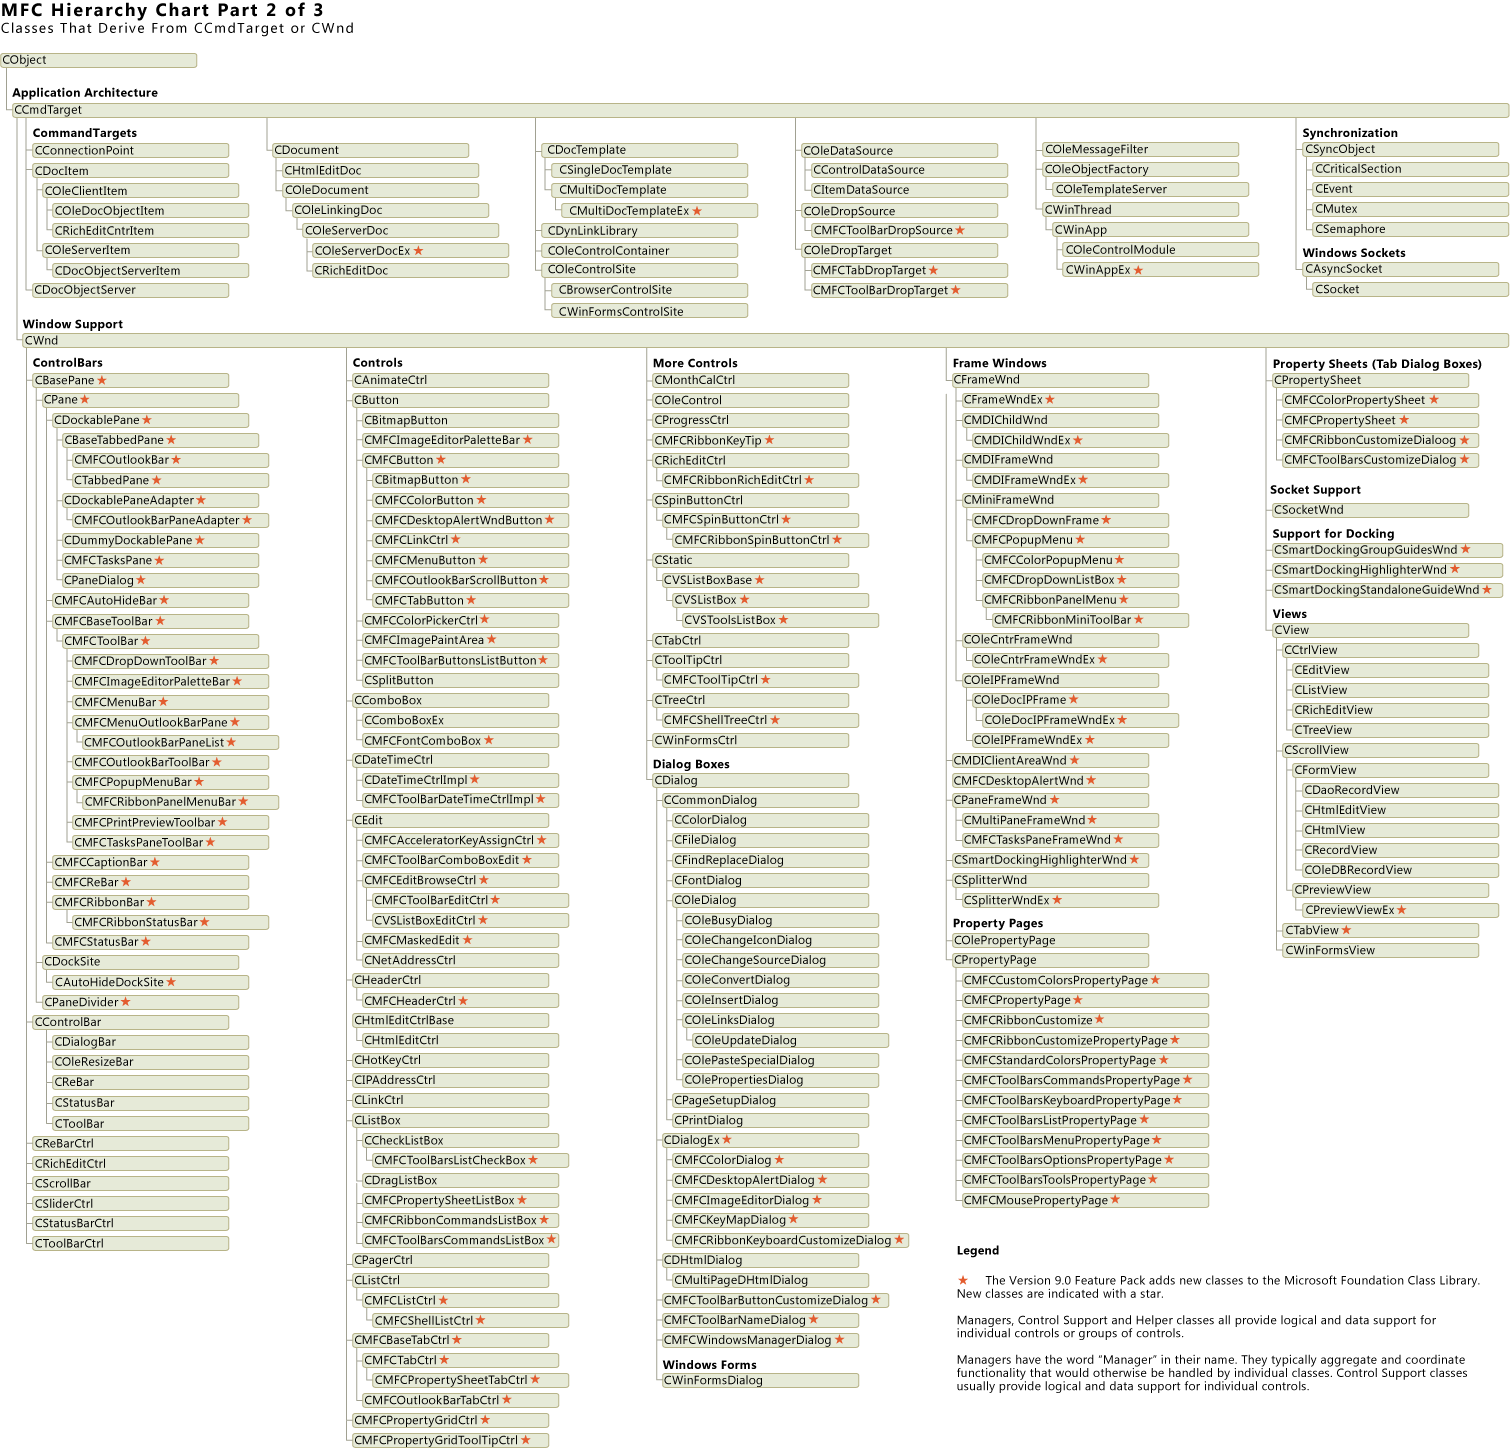 MFC Hierarchy Chart Part 2 of 3
Classes That Derive From CCmdTarget or CWnd
CObject
Application Architecture
CCmdTarget
CommandTargets
CConnectionPoint
CDocItem
COleClientItem
COleDocObjectItem
CRichEditCntrItem
COleServerItem
CDocObjectServerItem
CDocObjectServer
CDocument
CHtmlEditDoc
COleDocument
COleLinkingDoc
COleServerDoc
COleServerDocEx ★
CRichEditDoc
CDocTemplate
CSingleDocTemplate
CMultiDocTemplate
CMultiDocTemplateEx ★
CDynLinkLibrary
COleControlContainer
COleControlSite
CBrowserControlSite
CWinFormsControlSite
COleDataSource
CControlDataSource
CItemDataSource
COleDropSource
CMFCToolBarDropSource ★
COleDropTarget
CMFCTabDropTarget ★
CMFCToolBarDropTarget ★
COleMessageFilter
COleObjectFactory
COleTemplateServer
CWinThread
CWinApp
COleControlModule
CWinAppEx ★
Synchronization
CSyncObject
CCriticalSection
CEvent
CMutex
CSemaphore
Windows Sockets
CAsyncSocket
CSocket
Window Support
CWnd
ControlBars
CBasePane ★
CPane ★
CDockablePane ★
CBaseTabbedPane ★
CMFCOutlookBar ★
CTabbedPane ★
CDockablePaneAdapter ★
CMFCOutlookBarPaneAdapter ★
CDummyDockablePane ★
CMFCTasksPane ★
CPaneDialog ★
CMFCAutoHideBar ★
CMFCBaseToolBar ★
CMFCToolBar ★
CMFCDropDownToolBar ★
CMFCImageEditorPaletteBar ★
CMFCMenuBar ★
CMFCMenuOutlookBarPane ★
CMFCOutlookBarPaneList ★
CMFCOutlookBarToolBar ★
CMFCPopupMenuBar ★
CMFCRibbonPanelMenuBar ★
CMFCPrintPreviewToolbar ★
CMFCTasksPaneToolBar ★
CMFCCaptionBar ★
CMFCReBar ★
CMFCRibbonBar ★
CMFCRibbonStatusBar ★
CMFCStatusBar ★
CDockSite
CAutoHideDockSite ★
CPaneDivider ★
CControlBar
CDialogBar
COleResizeBar
CReBar
CStatusBar
CToolBar
CReBarCtrl
CRichEditCtrl
CScrollBar
CSliderCtrl
CStatusBarCtrl
CToolBarCtrl
Controls
CAnimateCtrl
CButton
CBitmapButton
CMFCImageEditorPaletteBar ★
CMFCButton ★
CBitmapButton ★
CMFCColorButton ★
CMFCDesktopAlertWndButton ★
CMFCLinkCtrl ★
CMFCMenuButton ★
CMFCOutlookBarScrollButton ★
CMFCTabButton ★
CMFCColorPickerCtrl ★
CMFCImagePaintArea ★
CMFCToolBarButtonsListButton ★
CSplitButton
CComboBox
CComboBoxEx
CMFCFontComboBox ★
CDateTimeCtrl
CDateTimeCtrlImpl ★
CMFCToolBarDateTimeCtrlImpl ★
CEdit
CMFCAcceleratorKeyAssignCtrl ★
CMFCToolBarComboBoxEdit ★
CMFCEditBrowseCtrl ★
CMFCToolBarEditCtrl ★
CVSListBoxEditCtrl ★
CMFCMaskedEdit ★
CNetAddressCtrl
CHeaderCtrl
CMFCHeaderCtrl ★
CHtmlEditCtrlBase
CHtmlEditCtrl
CHotKeyCtrl
CIPAddressCtrl
CLinkCtrl
CListBox
CCheckListBox
CMFCToolBarsListCheckBox ★
CDragListBox
CMFCPropertySheetListBox ★
CMFCRibbonCommandsListBox ★
CMFCToolBarsCommandsListBox ★
CPagerCtrl
CListCtrl
CMFCListCtrl ★
CMFCShellListCtrl ★
CMFCBaseTabCtrl ★
CMFCTabCtrl ★
CMFCPropertySheetTabCtrl ★
CMFCOutlookBarTabCtrl ★
CMFCPropertyGridCtrl ★
CMFCPropertyGridToolTipCtrl ★
More Controls
CMonthCalCtrl
COleControl
CProgressCtrl
CMFCRibbonKeyTip ★
CRichEditCtrl
CMFCRibbonRichEditCtrl ★
CSpinButtonCtrl
CMFCSpinButtonCtrl ★
CMFCRibbonSpinButtonCtrl ★
CStatic
CVSListBoxBase ★
CVSListBox ★
CVSToolsListBox ★
CTabCtrl
CToolTipCtrl
CMFCToolTipCtrl ★
CTreeCtrl
CMFCShellTreeCtrl ★
CWinFormsCtrl
Dialog Boxes
CDialog
CCommonDialog
CColorDialog
CFileDialog
CFindReplaceDialog
CFontDialog
COleDialog
COleBusyDialog
COleChangeIconDialog
COleChangeSourceDialog
COleConvertDialog
COleInsertDialog
COleLinksDialog
COleUpdateDialog
COlePasteSpecialDialog
COlePropertiesDialog
CPageSetupDialog
CPrintDialog
CDialogEx ★
CMFCColorDialog ★
CMFCDesktopAlertDialog ★
CMFCImageEditorDialog ★
CMFCKeyMapDialog ★
CMFCRibbonKeyboardCustomizeDialog ★
CDHtmlDialog
CMultiPageDHtmlDialog
CMFCToolBarButtonCustomizeDialog ★
CMFCToolBarNameDialog ★
CMFCWindowsManagerDialog ★
Windows Forms
CWinFormsDialog
Frame Windows
CFrameWnd
CFrameWndEx ★
CMDIChildWnd
CMDIChildWndEx ★
CMDIFrameWnd
CMDIFrameWndEx ★
CMiniFrameWnd
CMFCDropDownFrame ★
CMFCPopupMenu ★
CMFCColorPopupMenu ★
CMFCDropDownListBox ★
CMFCRibbonPanelMenu ★
CMFCRibbonMiniToolBar ★
COleCntrFrameWnd
COleCntrFrameWndEx ★
COleIPFrameWnd
COleDocIPFrame ★
COleDocIPFrameWndEx ★
COleIPFrameWndEx ★
CMDIClientAreaWnd ★
CMFCDesktopAlertWnd ★
CPaneFrameWnd ★
CMultiPaneFrameWnd ★
CMFCTasksPaneFrameWnd ★
CSmartDockingHighlighterWnd ★
CSplitterWnd
CSplitterWndEx ★
Property Pages
COlePropertyPage
CPropertyPage
CMFCCustomColorsPropertyPage ★
CMFCPropertyPage ★
CMFCRibbonCustomize ★
CMFCRibbonCustomizePropertyPage ★
CMFCStandardColorsPropertyPage ★
CMFCToolBarsCommandsPropertyPage ★
CMFCToolBarsKeyboardPropertyPage ★
CMFCToolBarsListPropertyPage ★
CMFCToolBarsMenuPropertyPage ★
CMFCToolBarsOptionsPropertyPage ★
CMFCToolBarsToolsPropertyPage ★
CMFCMousePropertyPage ★
Property Sheets (Tab Dialog Boxes)
CPropertySheet
CMFCColorPropertySheet ★
CMFCPropertySheet ★
CMFCRibbonCustomizeDialoog ★
CMFCToolBarsCustomizeDialog ★
Socket Support
CSocketWnd
Support for Docking
CSmartDockingGroupGuidesWnd ★
CSmartDockingHighlighterWnd ★
CSmartDockingStandaloneGuideWnd ★
Views
CView
CCtrlView
CEditView
CListView
CRichEditView
CTreeView
CScrollView
CFormView
CDaoRecordView
CHtmlEditView
CHtmlView
CRecordView
COleDBRecordView
CPreviewView
CPreviewViewEx ★
CTabView ★
CWinFormsView
Legend
★ The Version 9.0 Feature Pack adds new classes to the Microsoft Foundation Class Library.
New classes are indicated with a star.
Managers, Control Support and Helper classes all provide logical and data support for
individual controls or groups of controls.
Managers have the word “Manager” in their name. They typically aggregate and coordinate
functionality that would otherwise be handled by individual classes. Control Support classes
usually provide logical and data support for individual controls.